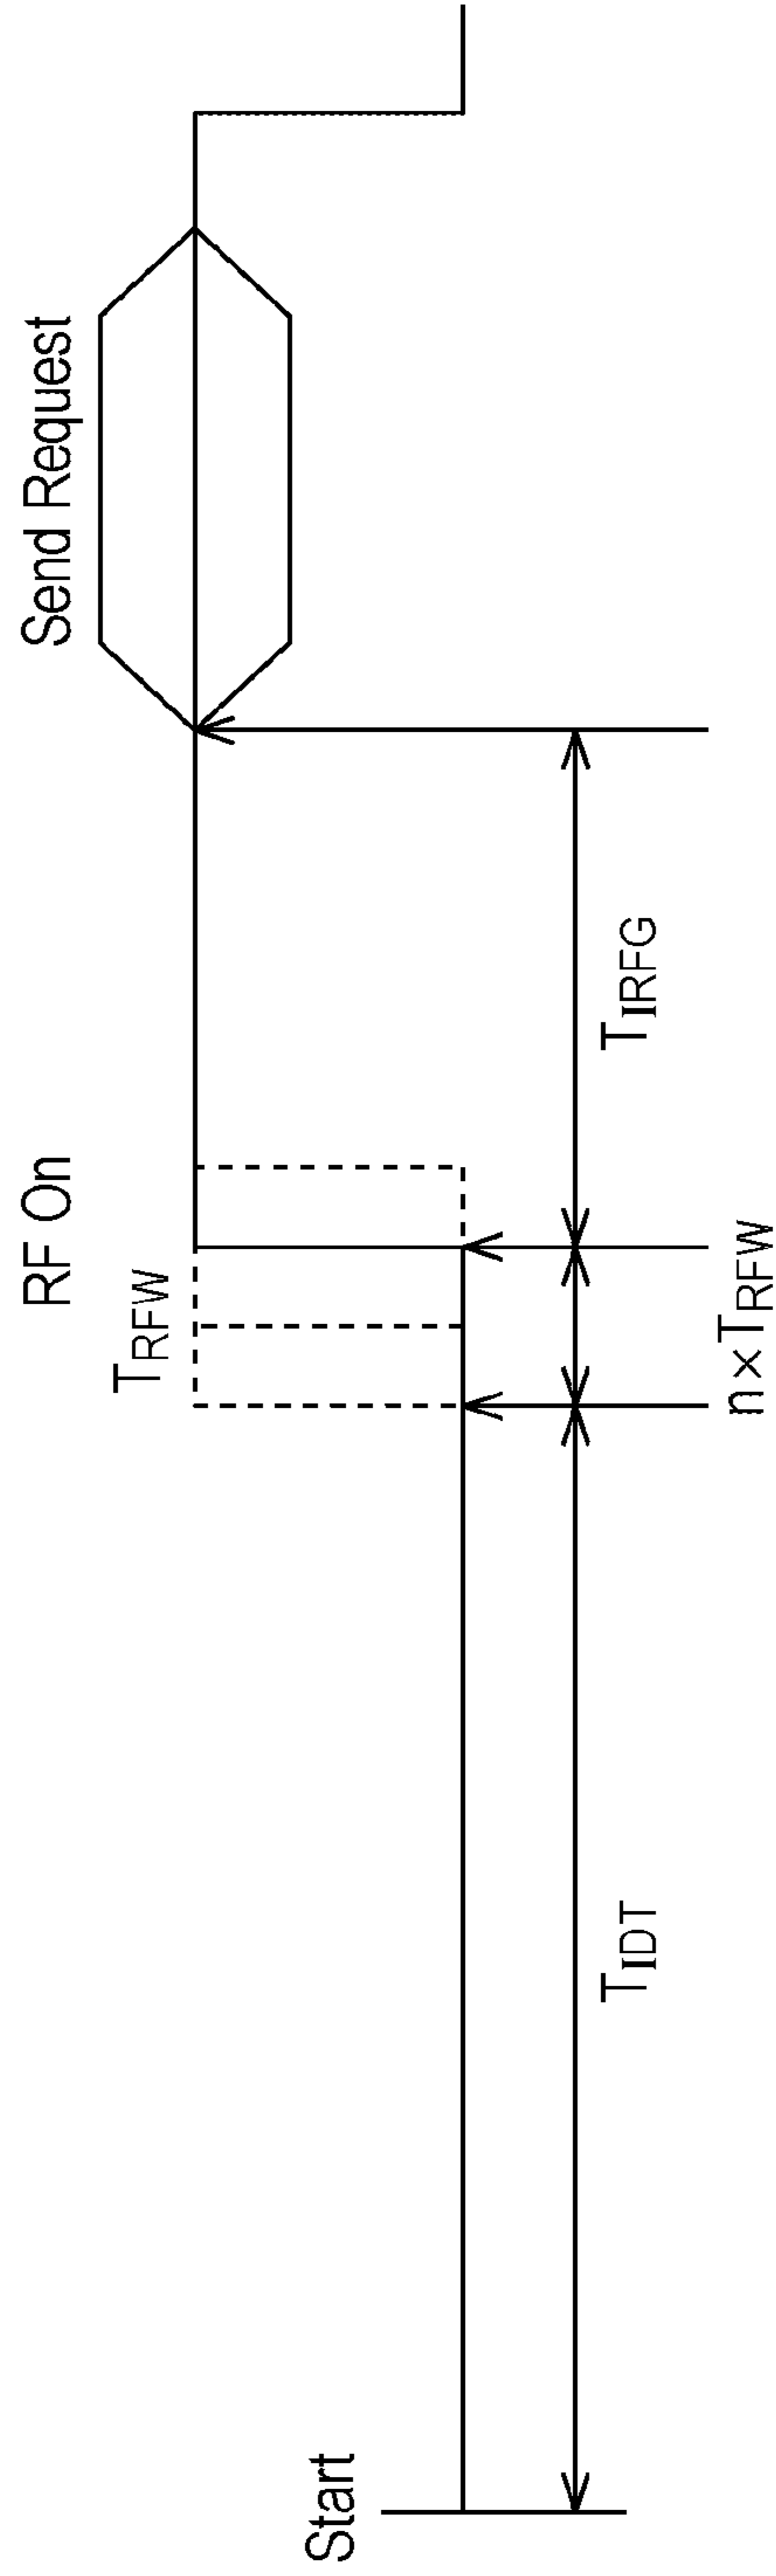 Send Request
RF On
TRFW
Start
TIDT
TIRFG
n×TRFW